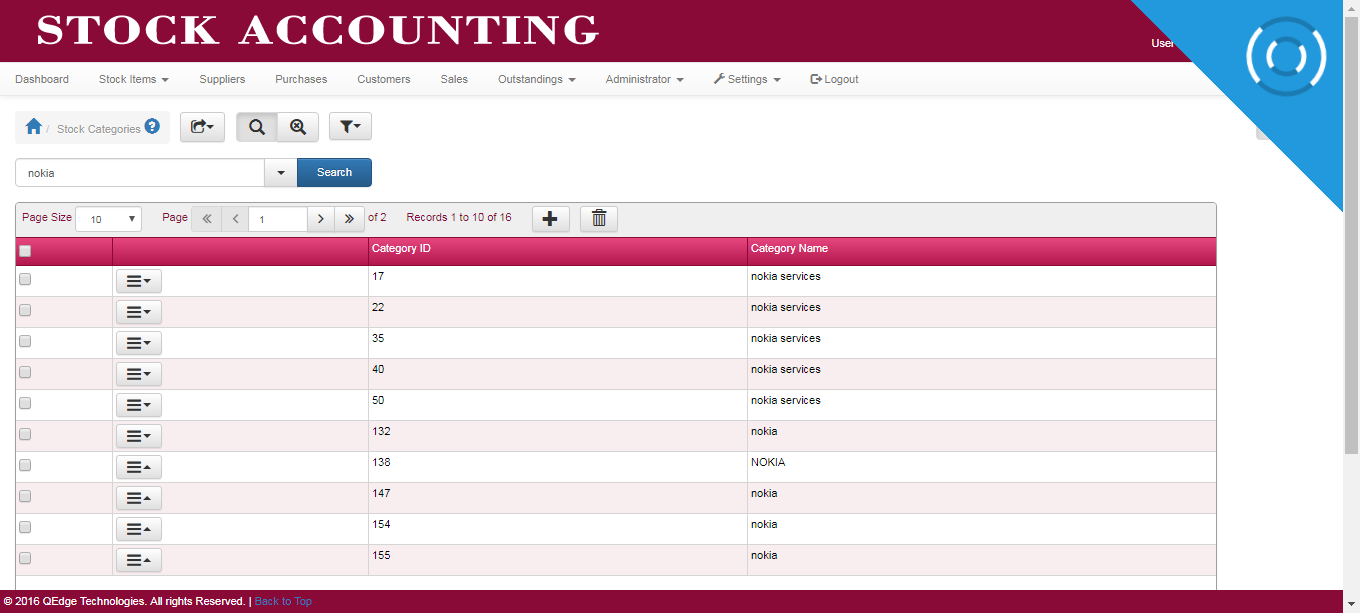 STOCK ACCOUNTING
User
Dashboard Stock Items Suppliers Purchases Customers Sales Outstandings Administrator Settings Logout
/ Stock Categories ?
nokia Search
Page Size 10 Page 1 of 2 Records 1 to 10 of 16
Category ID Category Name
17 nokia services
22 nokia services
35 nokia services
40 nokia services
50 nokia services
132 nokia
138 NOKIA
147 nokia
154 nokia
155 nokia
© 2016 QEdge Technologies. All rights Reserved. | Back to Top